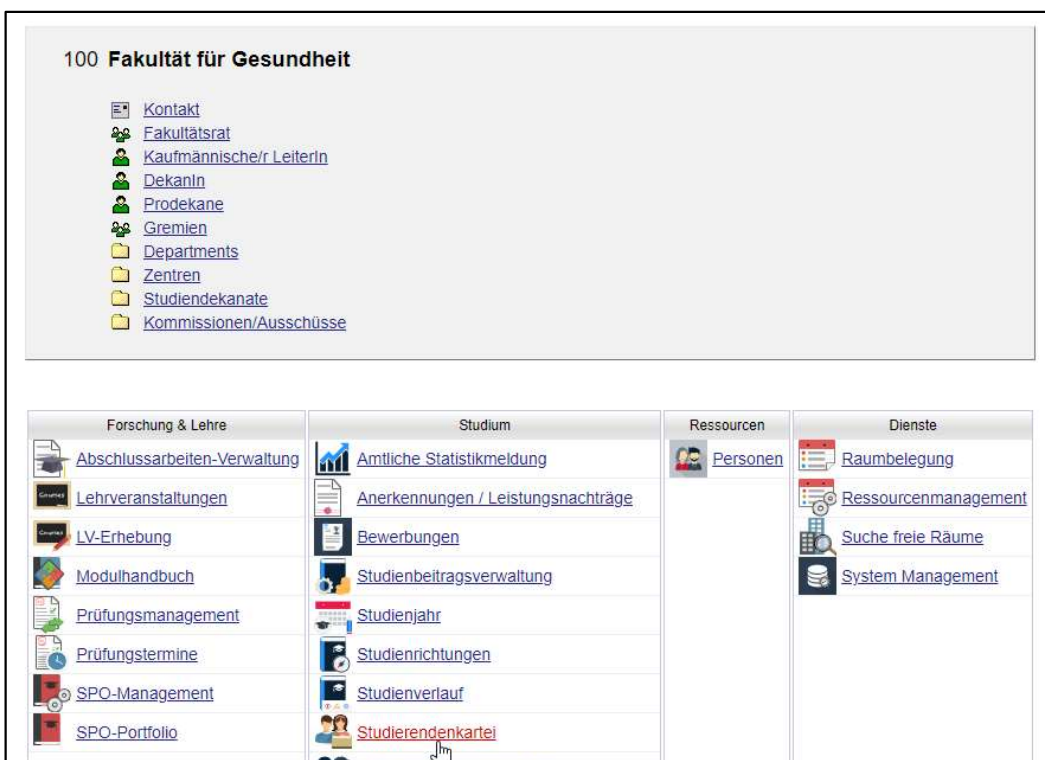 100 Fakultät für Gesundheit
Kontakt
Fakultätsrat
Kaufmännische/r LeiterIn
DekanIn
Prodekane
Gremien
Departments
Zentren
Studiendekanate
Kommissionen/Ausschüsse
Forschung & Lehre
Abschlussarbeiten-Verwaltung
Lehrveranstaltungen
LV-Erhebung
Modulhandbuch
Prüfungsmanagement
Prüfungstermine
SPO-Management
SPO-Portfolio
Studium
Amtliche Statistikmeldung
Anerkennungen / Leistungsnachträge
Bewerbungen
Studienbeitragsverwaltung
Studienjahr
Studienrichtungen
Studienverlauf
Studierendenkartei
Ressourcen
Personen
Dienste
Raumbelegung
Ressourcenmanagement
Suche freie Räume
System Management